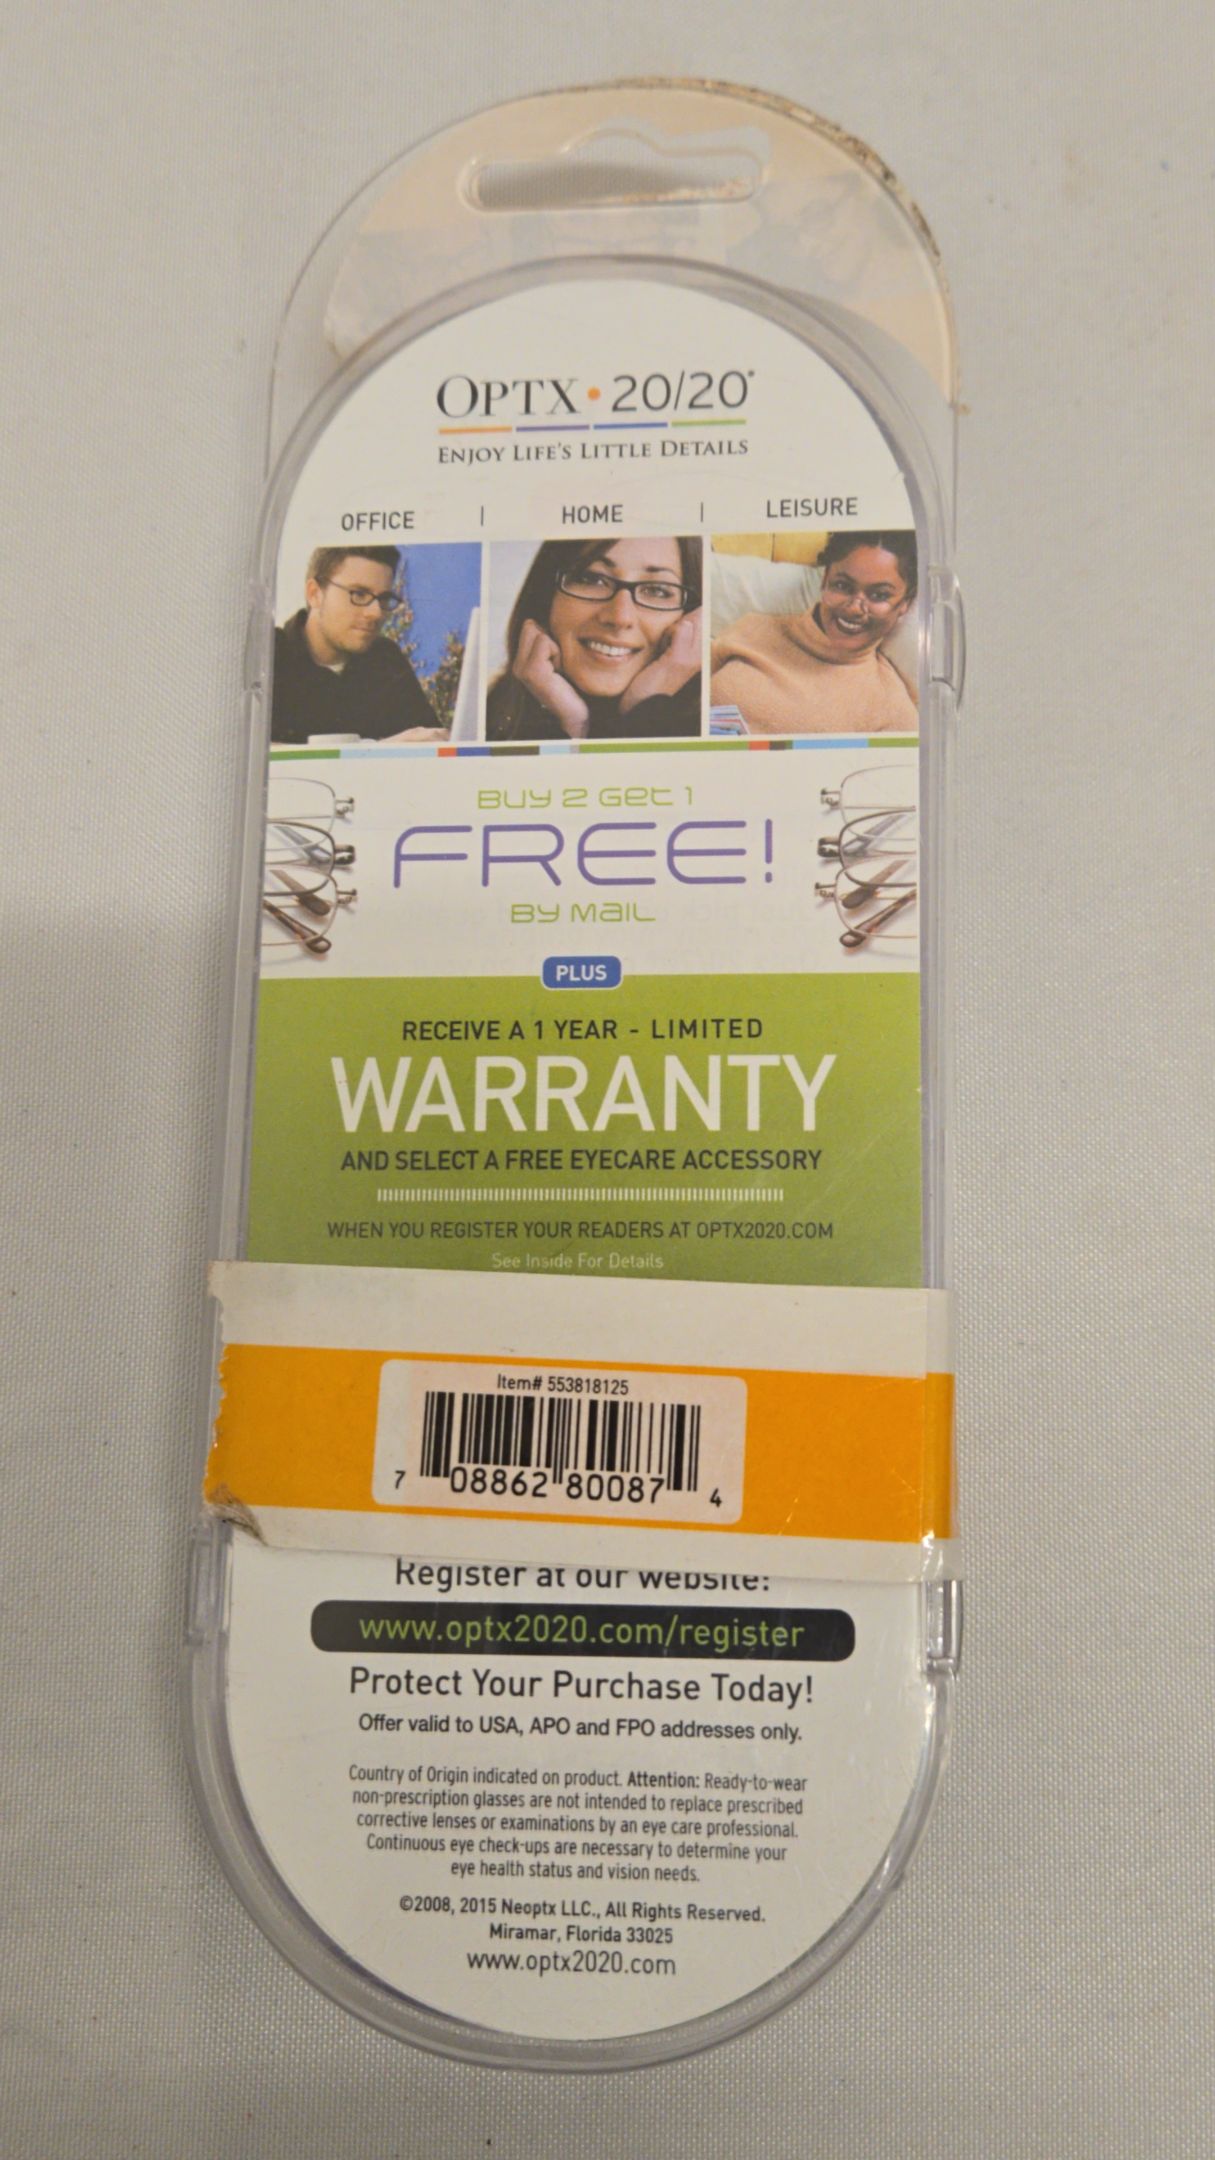 OPTX • 20/20®
ENJOY LIFE'S LITTLE DETAILS
OFFICE | HOME | LEISURE
BUY 2 Get 1
FREE!
BY MaiL
PLUS
RECEIVE A 1 YEAR - LIMITED
WARRANTY
AND SELECT A FREE EYECARE ACCESSORY
WHEN YOU REGISTER YOUR READERS AT OPTX2020.COM
See Inside For Details
Item# 553818125
7 08862 80087 4
Register at our website:
www.optx2020.com/register
Protect Your Purchase Today!
Offer valid to USA, APO and FPO addresses only.
Country of Origin indicated on product. Attention: Ready-to-wear
non-prescription glasses are not intended to replace prescribed
corrective lenses or examinations by an eye care professional.
Continuous eye check-ups are necessary to determine your
eye health status and vision needs.
©2008, 2015 Neoptx LLC., All Rights Reserved.
Miramar, Florida 33025
www.optx2020.com